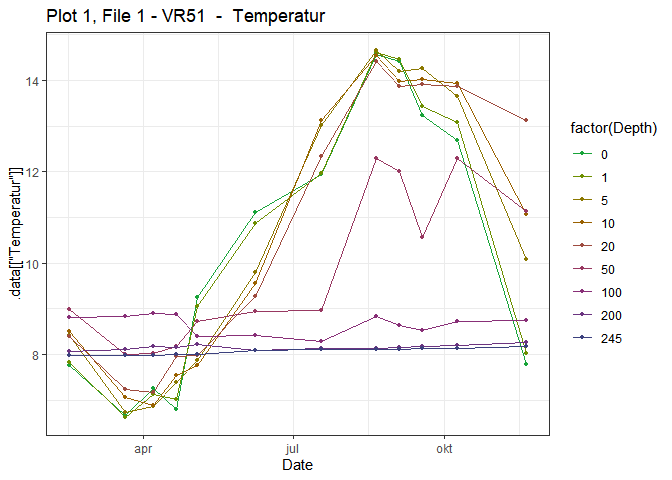 Plot 1, File 1 - VR51  -  Temperatur
.data[["Temperatur"]]
14
12
10
8
apr
jul
okt
Date
factor(Depth)
0
1
5
10
20
50
100
200
245